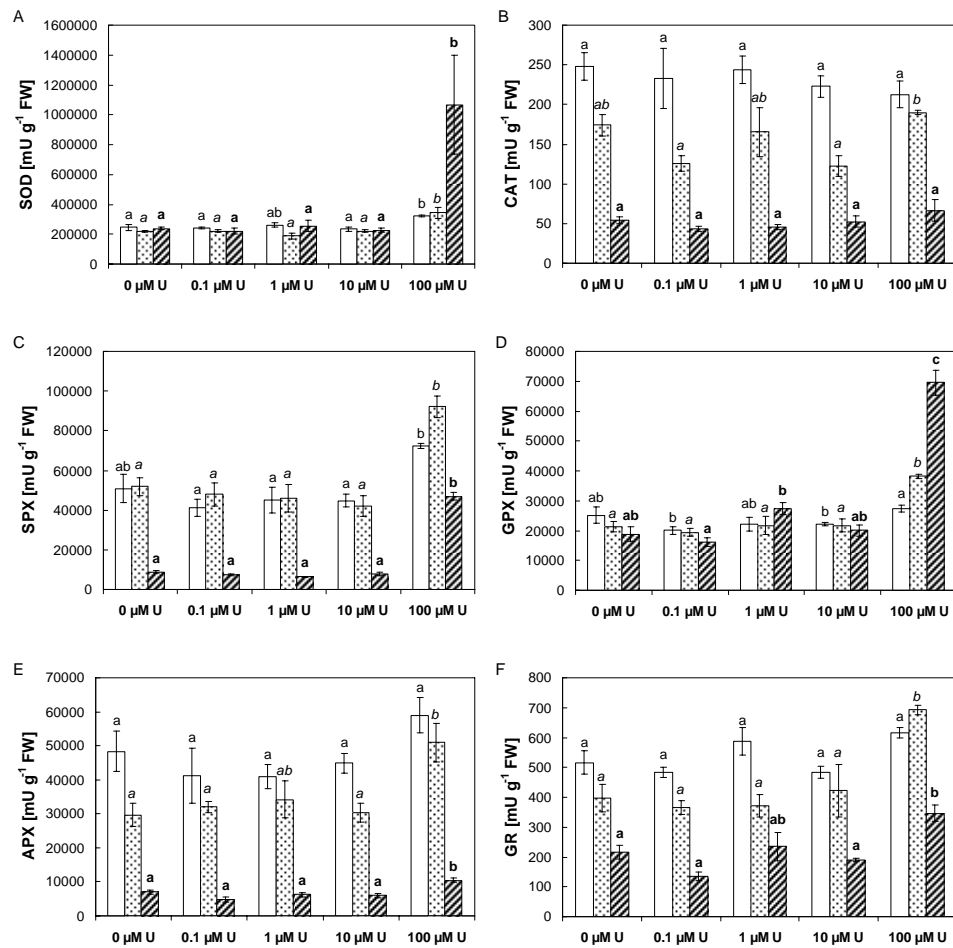 A
SOD [mU g-1 FW]
1600000
1400000
1200000
1000000
800000
600000
400000
200000
0
a a a
a a a
ab a a
a a a
b b b
0 µM U 0.1 µM U 1 µM U 10 µM U 100 µM U
B
CAT [mU g-1 FW]
300
250
200
150
100
50
0
a ab a
a a a
a ab a
a a a
a b a
0 µM U 0.1 µM U 1 µM U 10 µM U 100 µM U
C
SPX [mU g-1 FW]
120000
100000
80000
60000
40000
20000
0
ab a a
a a a
a a a
a a a
b b b
0 µM U 0.1 µM U 1 µM U 10 µM U 100 µM U
D
GPX [mU g-1 FW]
80000
70000
60000
50000
40000
30000
20000
10000
0
ab a ab
b a a
ab a b
b a ab
a b c
0 µM U 0.1 µM U 1 µM U 10 µM U 100 µM U
E
APX [mU g-1 FW]
70000
60000
50000
40000
30000
20000
10000
0
a a a
a a a
a ab a
a a a
a b b
0 µM U 0.1 µM U 1 µM U 10 µM U 100 µM U
F
GR [mU g-1 FW]
800
700
600
500
400
300
200
100
0
a a a
a a a
a a ab
a a a
a b b
0 µM U 0.1 µM U 1 µM U 10 µM U 100 µM U